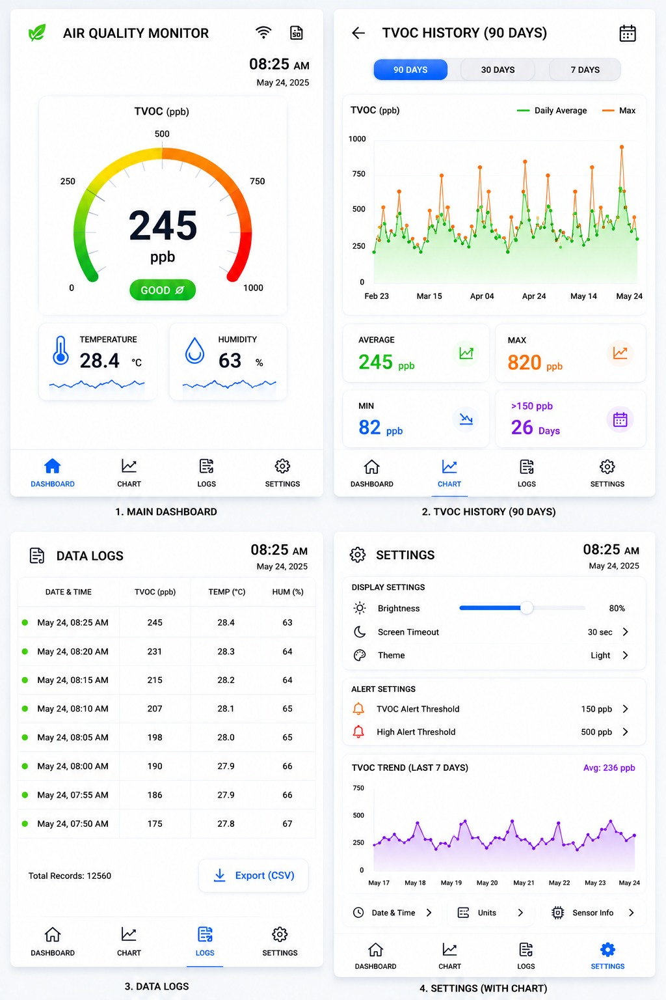 AIR QUALITY MONITOR
SD
08:25 AM
May 24, 2025
TVOC (ppb)
500
250
750
245
ppb
0
GOOD
1000
TEMPERATURE
28.4 °C
HUMIDITY
63 %
DASHBOARD
CHART
LOGS
SETTINGS
1. MAIN DASHBOARD
TVOC HISTORY (90 DAYS)
90 DAYS
30 DAYS
7 DAYS
TVOC (ppb)
Daily Average
Max
1000
750
500
250
0
Feb 23
Mar 15
Apr 04
Apr 24
May 14
May 24
AVERAGE
245 ppb
MAX
820 ppb
MIN
82 ppb
>150 ppb
26 Days
DASHBOARD
CHART
LOGS
SETTINGS
2. TVOC HISTORY (90 DAYS)
DATA LOGS
08:25 AM
May 24, 2025
DATE & TIME TVOC (ppb) TEMP (°C) HUM (%)
May 24, 08:25 AM 245 28.4 63
May 24, 08:20 AM 231 28.3 64
May 24, 08:15 AM 215 28.2 64
May 24, 08:10 AM 207 28.1 65
May 24, 08:05 AM 198 28.0 65
May 24, 08:00 AM 190 27.9 66
May 24, 07:55 AM 186 27.9 66
May 24, 07:50 AM 175 27.8 67
Total Records: 12560
Export (CSV)
DASHBOARD
CHART
LOGS
SETTINGS
3. DATA LOGS
SETTINGS
08:25 AM
May 24, 2025
DISPLAY SETTINGS
Brightness 80%
Screen Timeout 30 sec
Theme Light
ALERT SETTINGS
TVOC Alert Threshold 150 ppb
High Alert Threshold 500 ppb
TVOC TREND (LAST 7 DAYS)
Avg: 236 ppb
750
500
250
0
May 17
May 18
May 19
May 20
May 21
May 22
May 23
May 24
Date & Time
Units
Sensor Info
DASHBOARD
CHART
LOGS
SETTINGS
4. SETTINGS (WITH CHART)